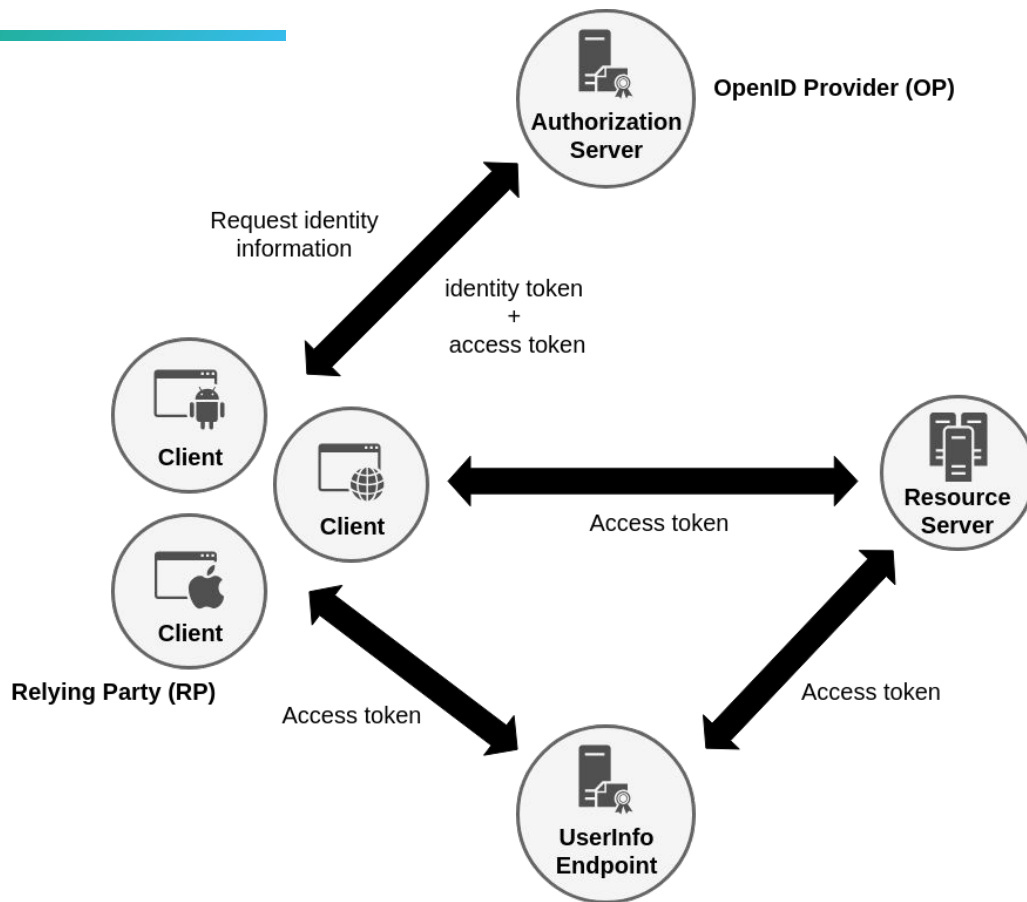 Authorization
Server
OpenID Provider (OP)
Request identity
information
identity token
+
access token
Client
Client
Client
Relying Party (RP)
Access token
Resource
Server
Access token
Access token
UserInfo
Endpoint